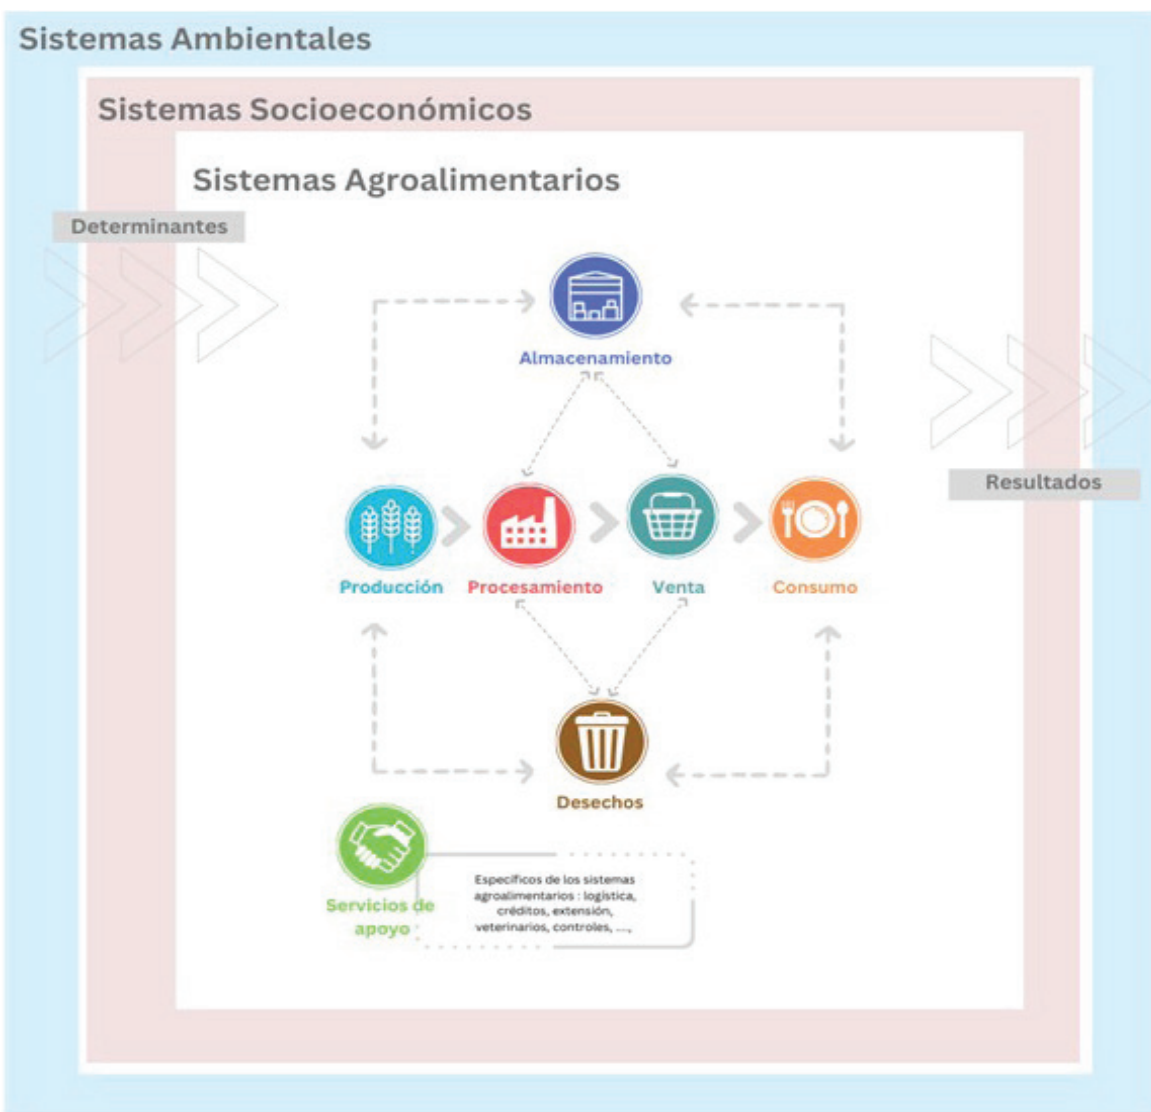 Sistemas Ambientales
Sistemas Socioeconómicos
Sistemas Agroalimentarios
Determinantes
Almacenamiento
Resultados
Producción
Procesamiento
Venta
Consumo
Desechos
Servicios de
apoyo
Específicos de los sistemas
agroalimentarios : logística,
créditos, extensión,
veterinarios, controles, ....,